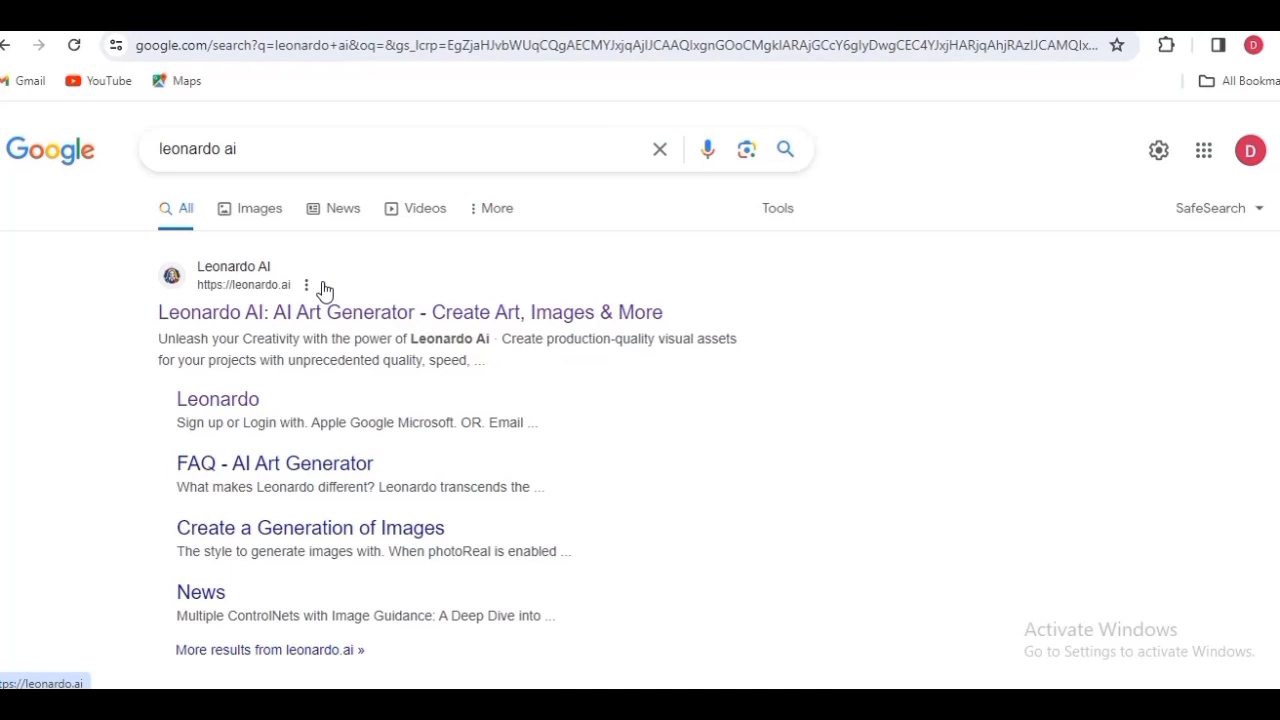 google.com/search?q=leonardo+ai&oq=&gs_lcrp=
Gmail YouTube Maps All Bookma
Google leonardo ai D
All Images News Videos More Tools SafeSearch
Leonardo AI
https://leonardo.ai
Leonardo AI: AI Art Generator - Create Art, Images & More
Unleash your Creativity with the power of Leonardo Ai · Create production-quality visual assets
for your projects with unprecedented quality, speed, ...
Leonardo
Sign up or Login with. Apple Google Microsoft. OR. Email ...
FAQ - AI Art Generator
What makes Leonardo different? Leonardo transcends the ...
Create a Generation of Images
The style to generate images with. When photoReal is enabled ...
News
Multiple ControlNets with Image Guidance: A Deep Dive into ...
More results from leonardo.ai »
Activate Windows
Go to Settings to activate Windows.
tps://leonardo.ai